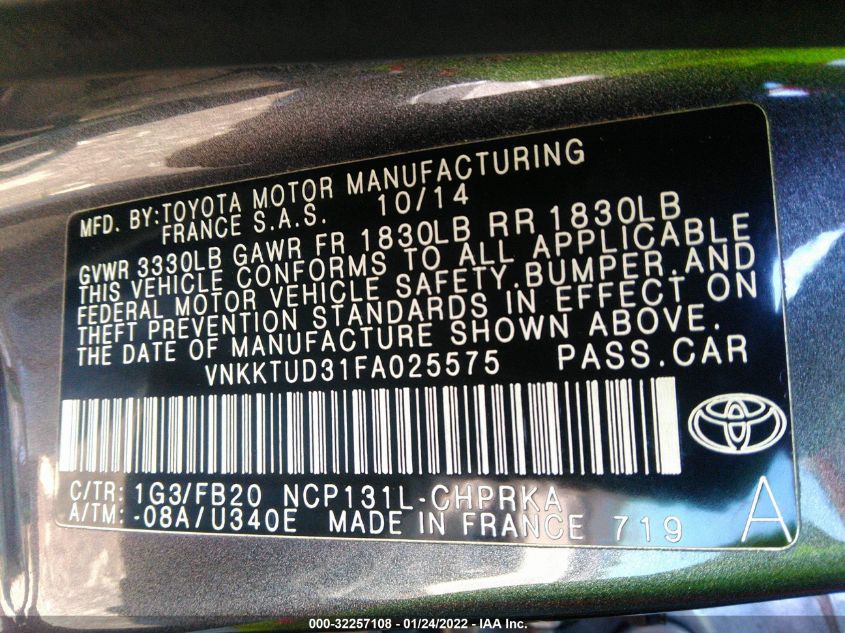 MFD. BY:TOYOTA MOTOR MANUFACTURING
FRANCE S.A.S. 10/14
GVWR 3330LB GAWR FR 1830LB RR 1830LB
THIS VEHICLE CONFORMS TO ALL APPLICABLE
FEDERAL MOTOR VEHICLE SAFETY,BUMPER,AND
THEFT PREVENTION STANDARDS IN EFFECT ON
THE DATE OF MANUFACTURE SHOWN ABOVE.
VNKKTUD31FA025575 PASS.CAR
C/TR: 1G3/FB20 NCP131L-CHPRKA
A/TM: -08A/U340E MADE IN FRANCE 719 A
000-32257108 - 01/24/2022 - IAA Inc.